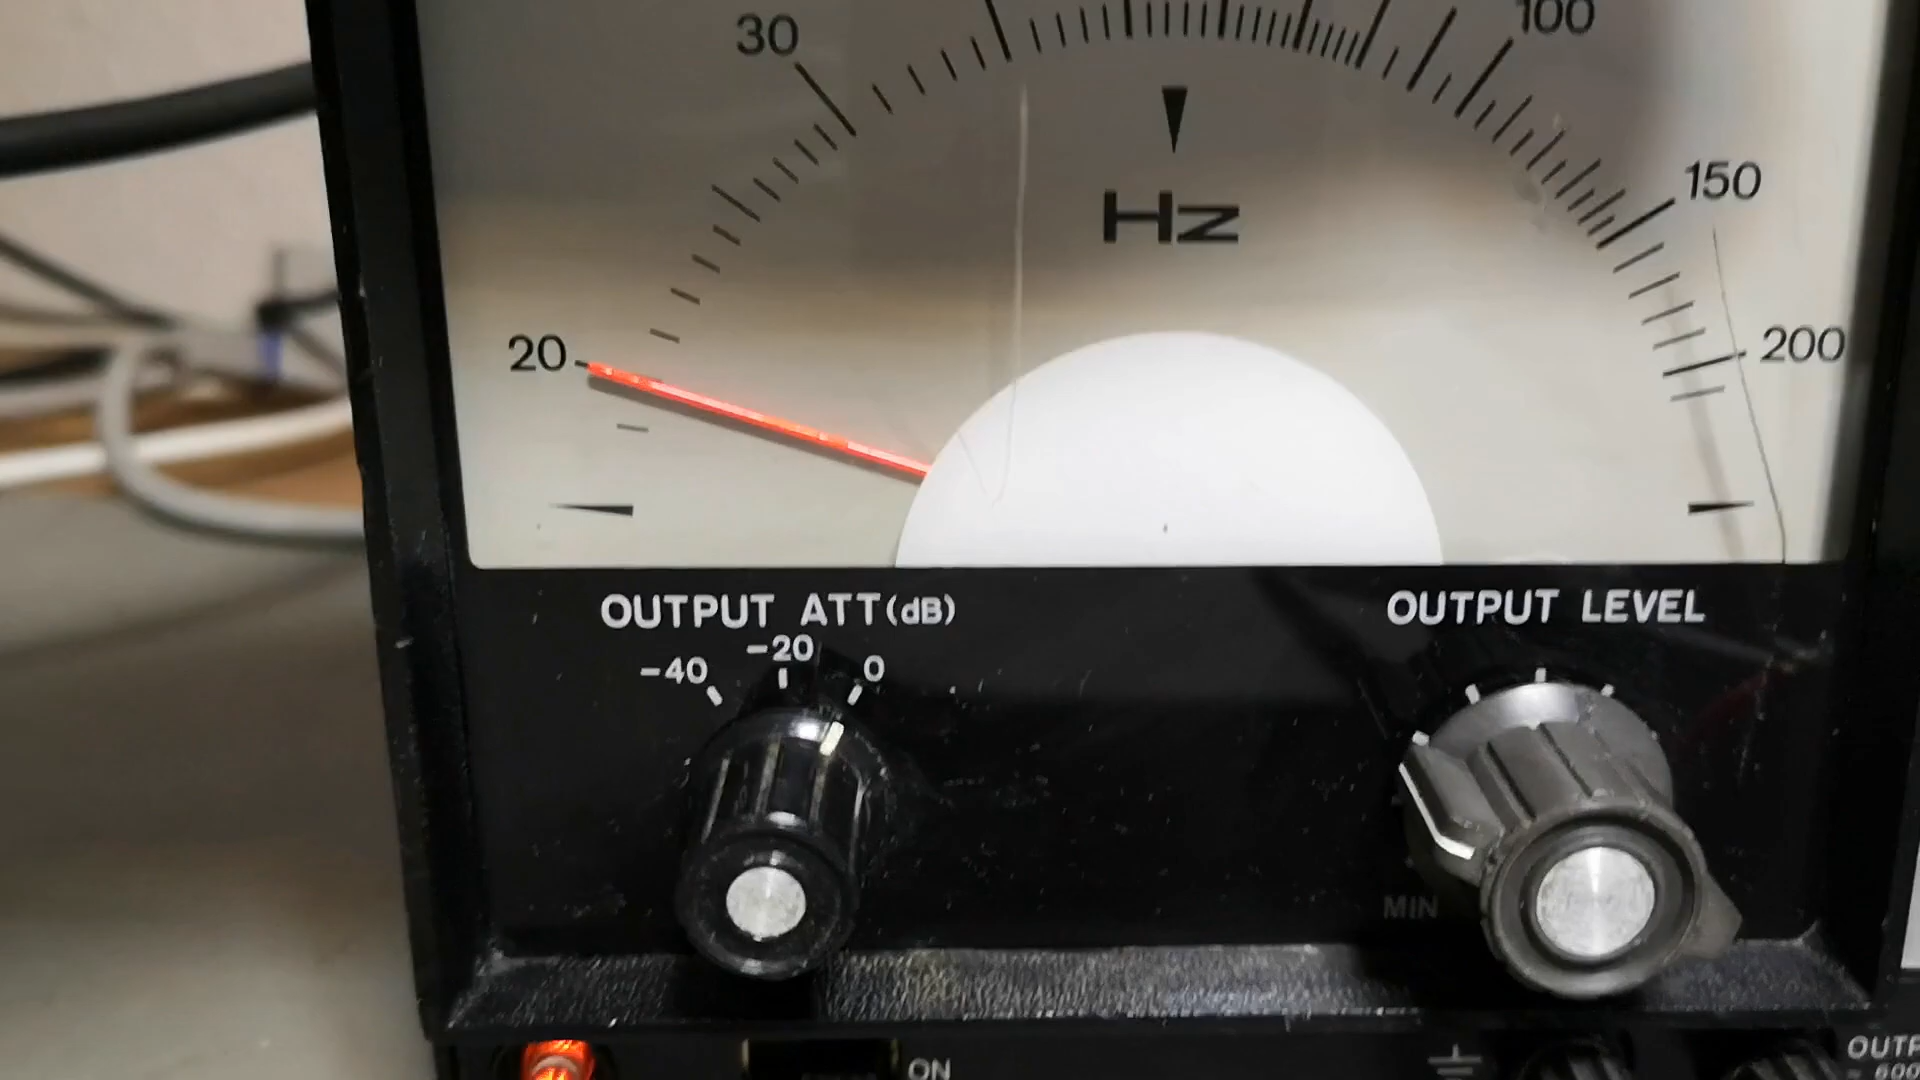 30
100
150
Hz
20
200
OUTPUT ATT(dB)
-40 -20 0
OUTPUT LEVEL
MIN
ON